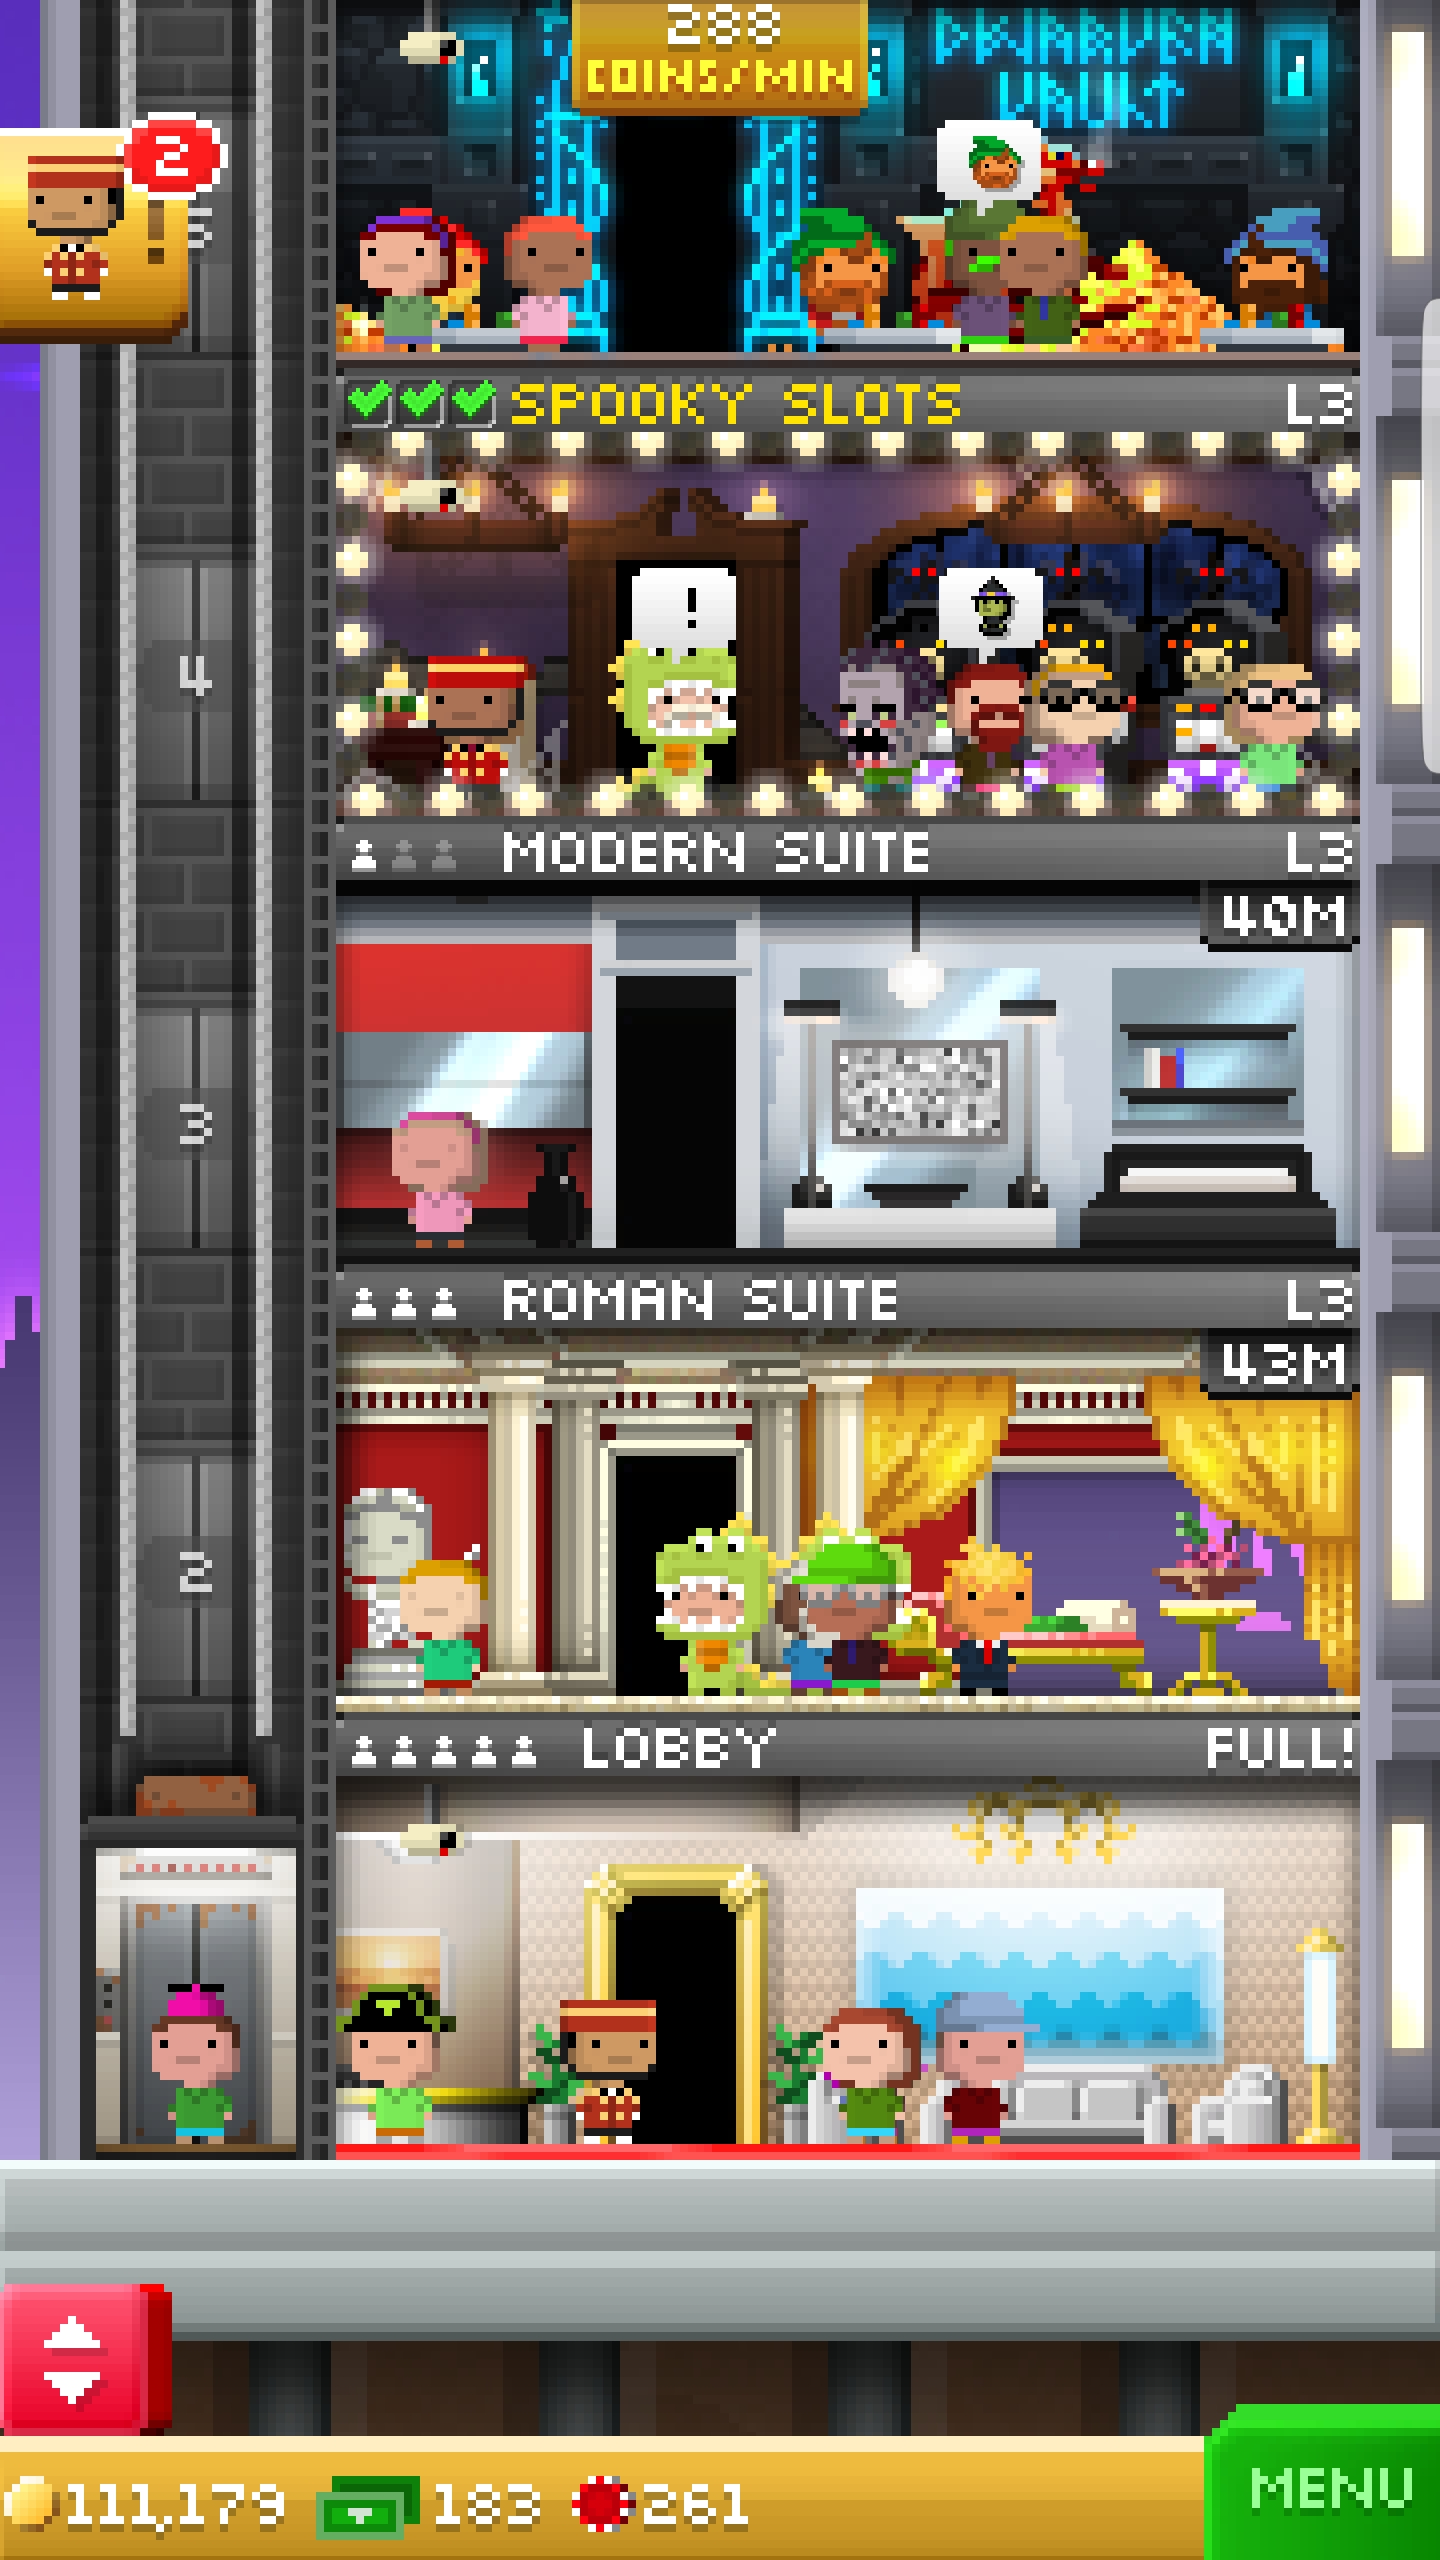 288
COINS/MIN
DWARVEN
VAULT
2
!
5
SPOOKY SLOTS L3
!
4
MODERN SUITE L3
40M
3
ROMAN SUITE L3
43M
2
LOBBY FULL!
111,179 183 261
MENU